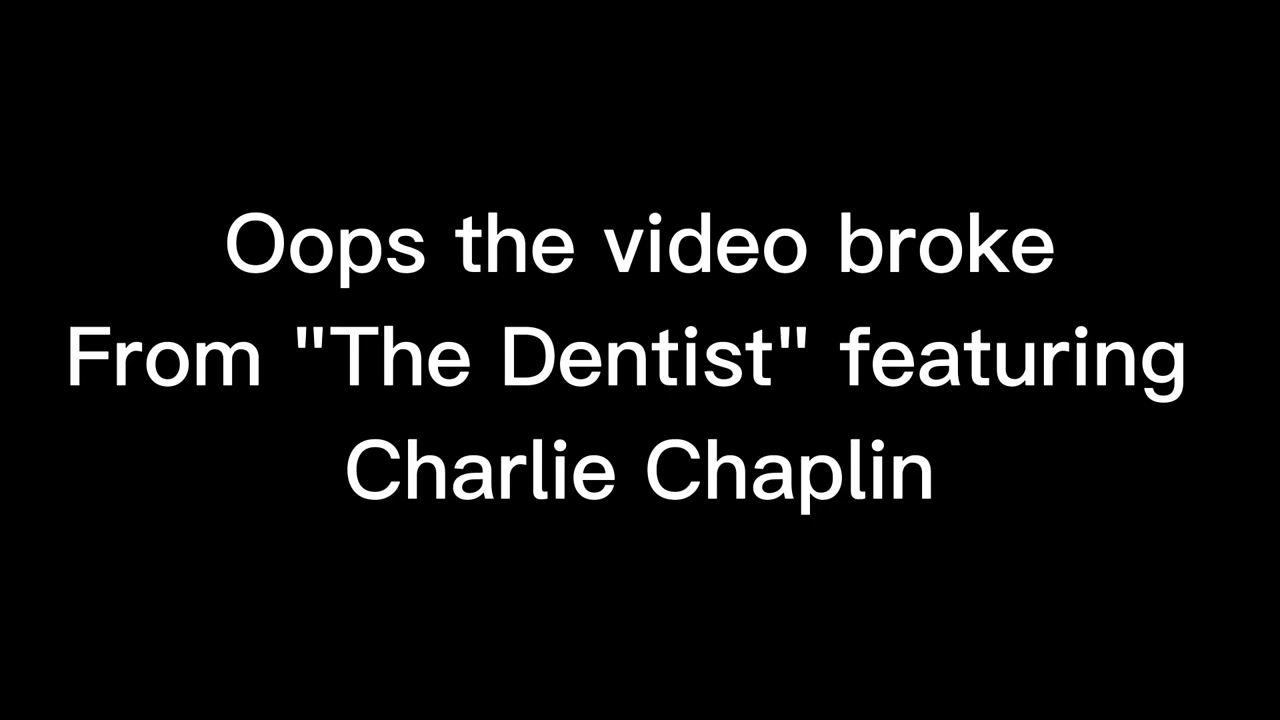 Oops the video broke
From "The Dentist" featuring
Charlie Chaplin